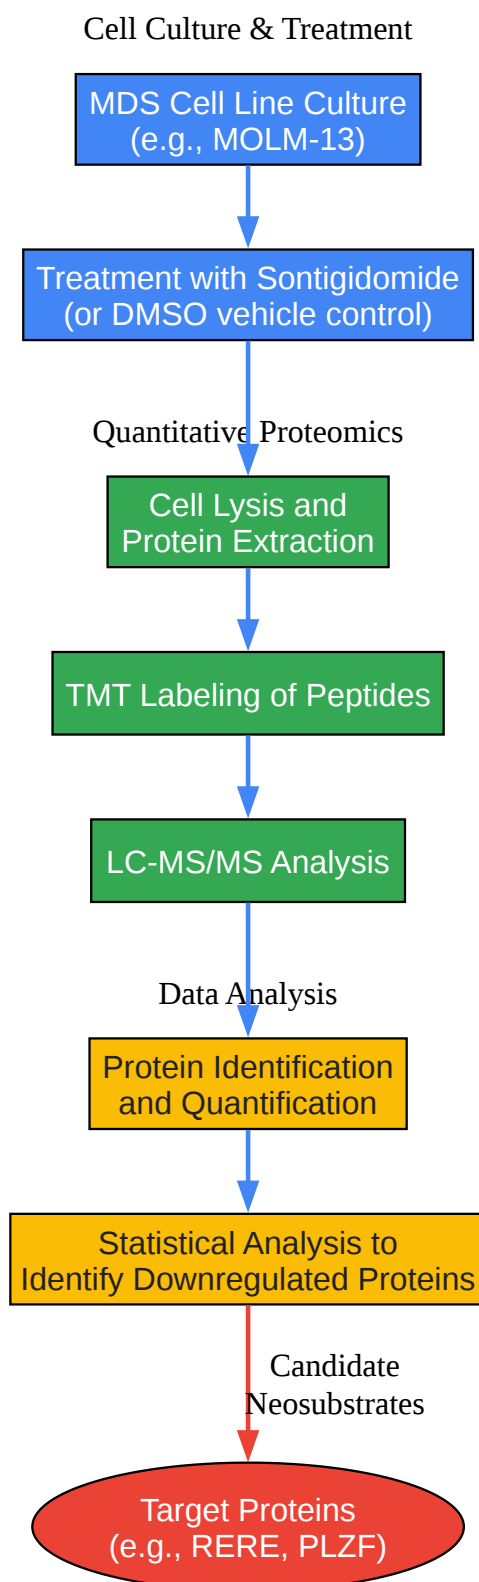 Cell Culture & Treatment
MDS Cell Line Culture
(e.g., MOLM-13)
Treatment with Sontigidomide
(or DMSO vehicle control)
Quantitative Proteomics
Cell Lysis and
Protein Extraction
TMT Labeling of Peptides
LC-MS/MS Analysis
Data Analysis
Protein Identification
and Quantification
Statistical Analysis to
Identify Downregulated Proteins
Candidate
Neosubstrates
Target Proteins
(e.g., RERE, PLZF)